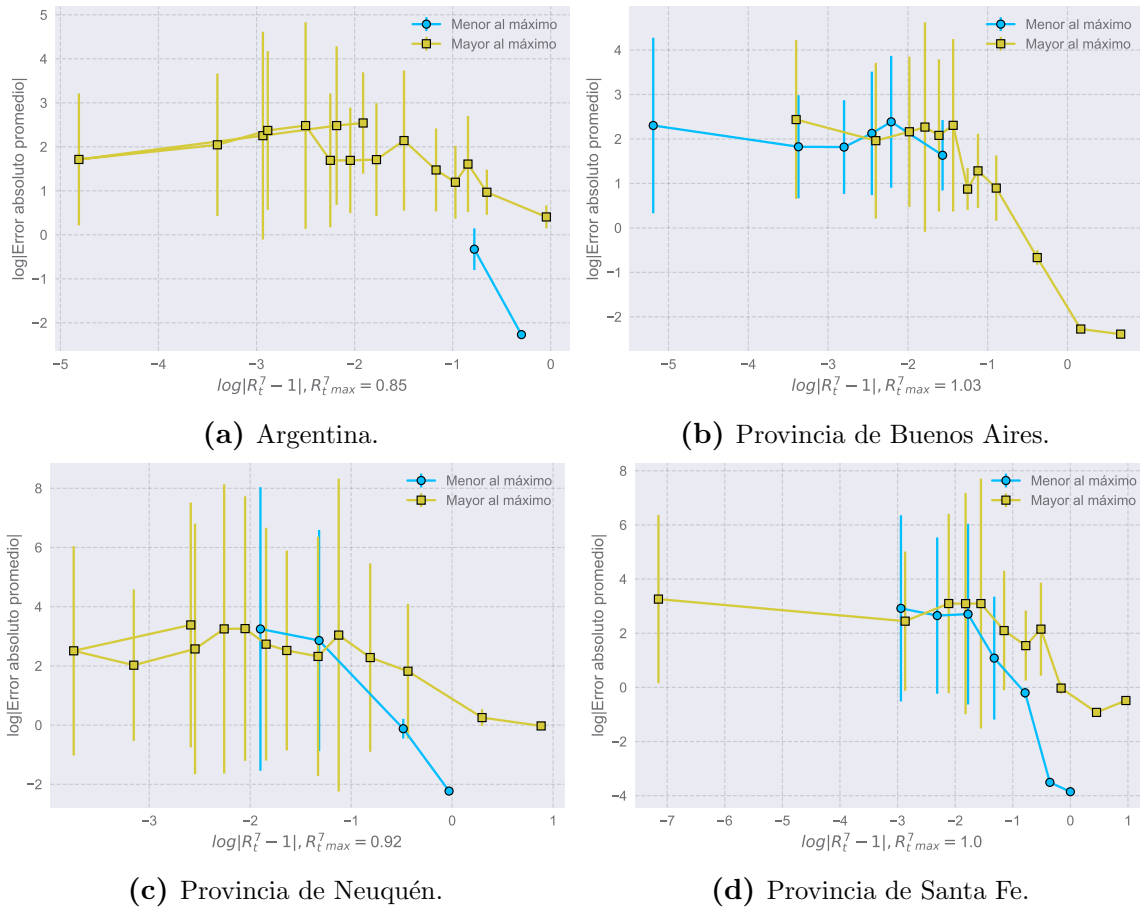 5
4
3
2
1
0
−1
−2
log|Error absoluto promedio|
Menor al máximo
Mayor al máximo
−5 −4 −3 −2 −1 0
log|R_t^7 − 1|, R_t^7 max = 0.85
(a) Argentina.
4
3
2
1
0
−1
−2
log|Error absoluto promedio|
Menor al máximo
Mayor al máximo
−5 −4 −3 −2 −1 0
log|R_t^7 − 1|, R_t^7 max = 1.03
(b) Provincia de Buenos Aires.
8
6
4
2
0
−2
log|Error absoluto promedio|
Menor al máximo
Mayor al máximo
−3 −2 −1 0 1
log|R_t^7 − 1|, R_t^7 max = 0.92
(c) Provincia de Neuquén.
8
6
4
2
0
−2
−4
log|Error absoluto promedio|
Menor al máximo
Mayor al máximo
−7 −6 −5 −4 −3 −2 −1 0 1
log|R_t^7 − 1|, R_t^7 max = 1.0
(d) Provincia de Santa Fe.